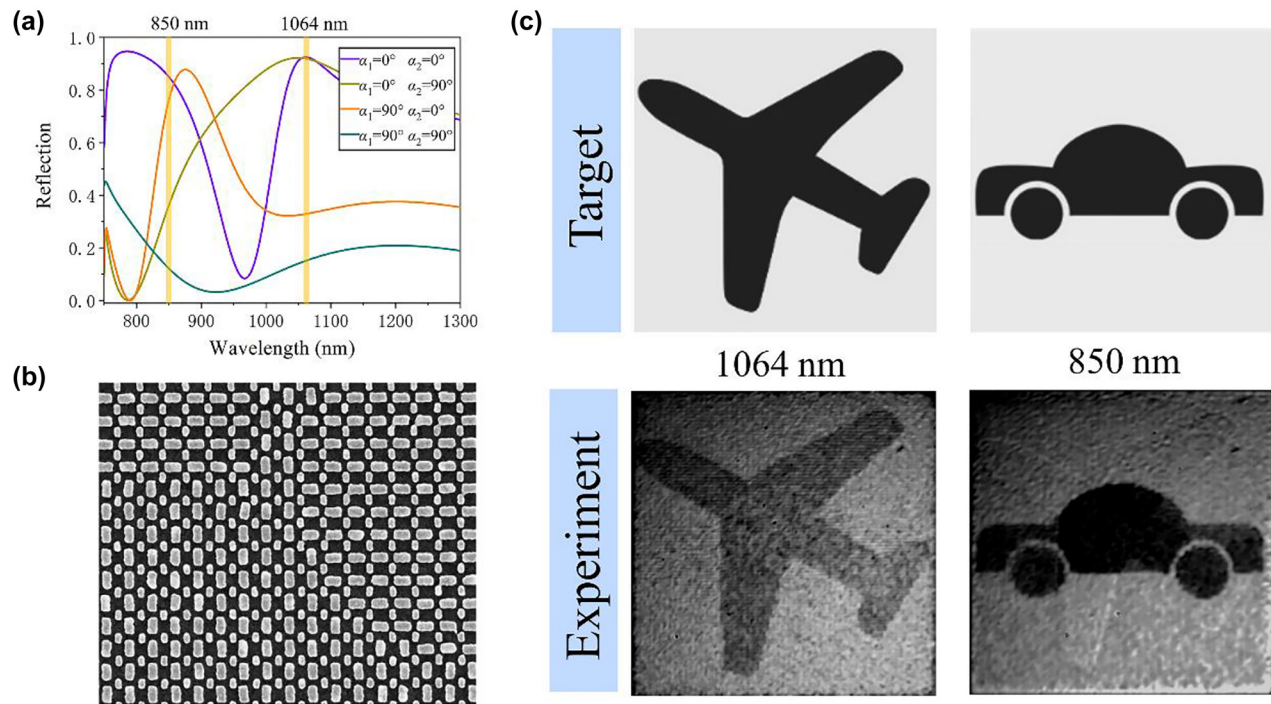 (a)
850 nm
1064 nm
1.0
0.8
0.6
0.4
0.2
0.0
Reflection
α₁=0° α₂=0°
α₁=0° α₂=90°
α₁=90° α₂=0°
α₁=90° α₂=90°
800 900 1000 1100 1200 1300
Wavelength (nm)
(b)
(c)
Target
1064 nm
850 nm
Experiment